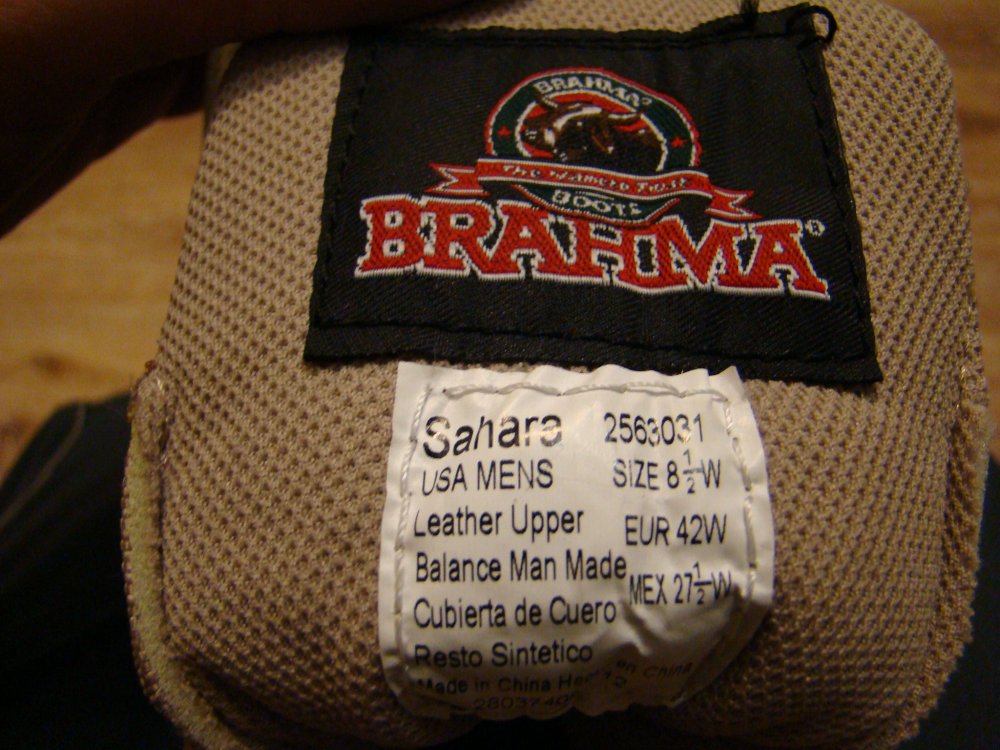 BRAHMA®
BOOTS
BRAHMA®
Sahara 2563031
USA MENS SIZE 8 ½ W
Leather Upper EUR 42W
Balance Man Made
MEX 27 ½ W
Cubierta de Cuero
Resto Sintetico
Made in China